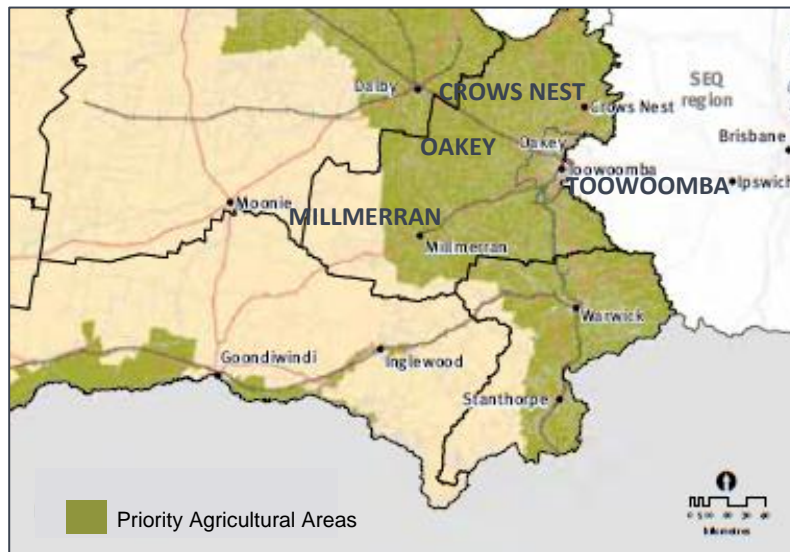 SEQ
region
Dalby
CROWS NEST
Crows Nest
Brisbane
OAKEY
Oakey
Toowoomba
TOOWOOMBA
Ipswich
Moonie
MILLMERRAN
Millmerran
Warwick
Goondiwindi
Inglewood
Stanthorpe
Priority Agricultural Areas
kilometres